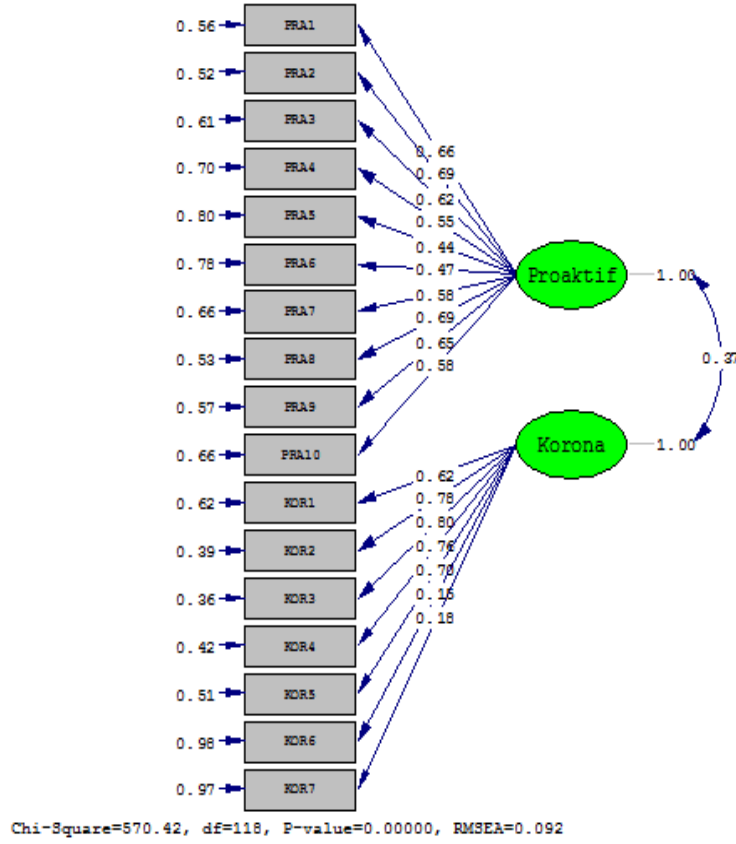 0.56 PRA1
0.52 PRA2
0.61 PRA3
0.70 PRA4
0.80 PRA5
0.78 PRA6
0.66 PRA7
0.53 PRA8
0.57 PRA9
0.66 PRA10
0.62 KOR1
0.39 KOR2
0.36 KOR3
0.42 KOR4
0.51 KOR5
0.98 KOR6
0.97 KOR7
0.66
0.69
0.62
0.55
0.44
0.47
0.58
0.69
0.65
0.58
0.62
0.78
0.80
0.76
0.70
0.15
0.18
Proaktif 1.00
0.37
Korona 1.00
Chi-Square=570.42, df=118, P-value=0.00000, RMSEA=0.092